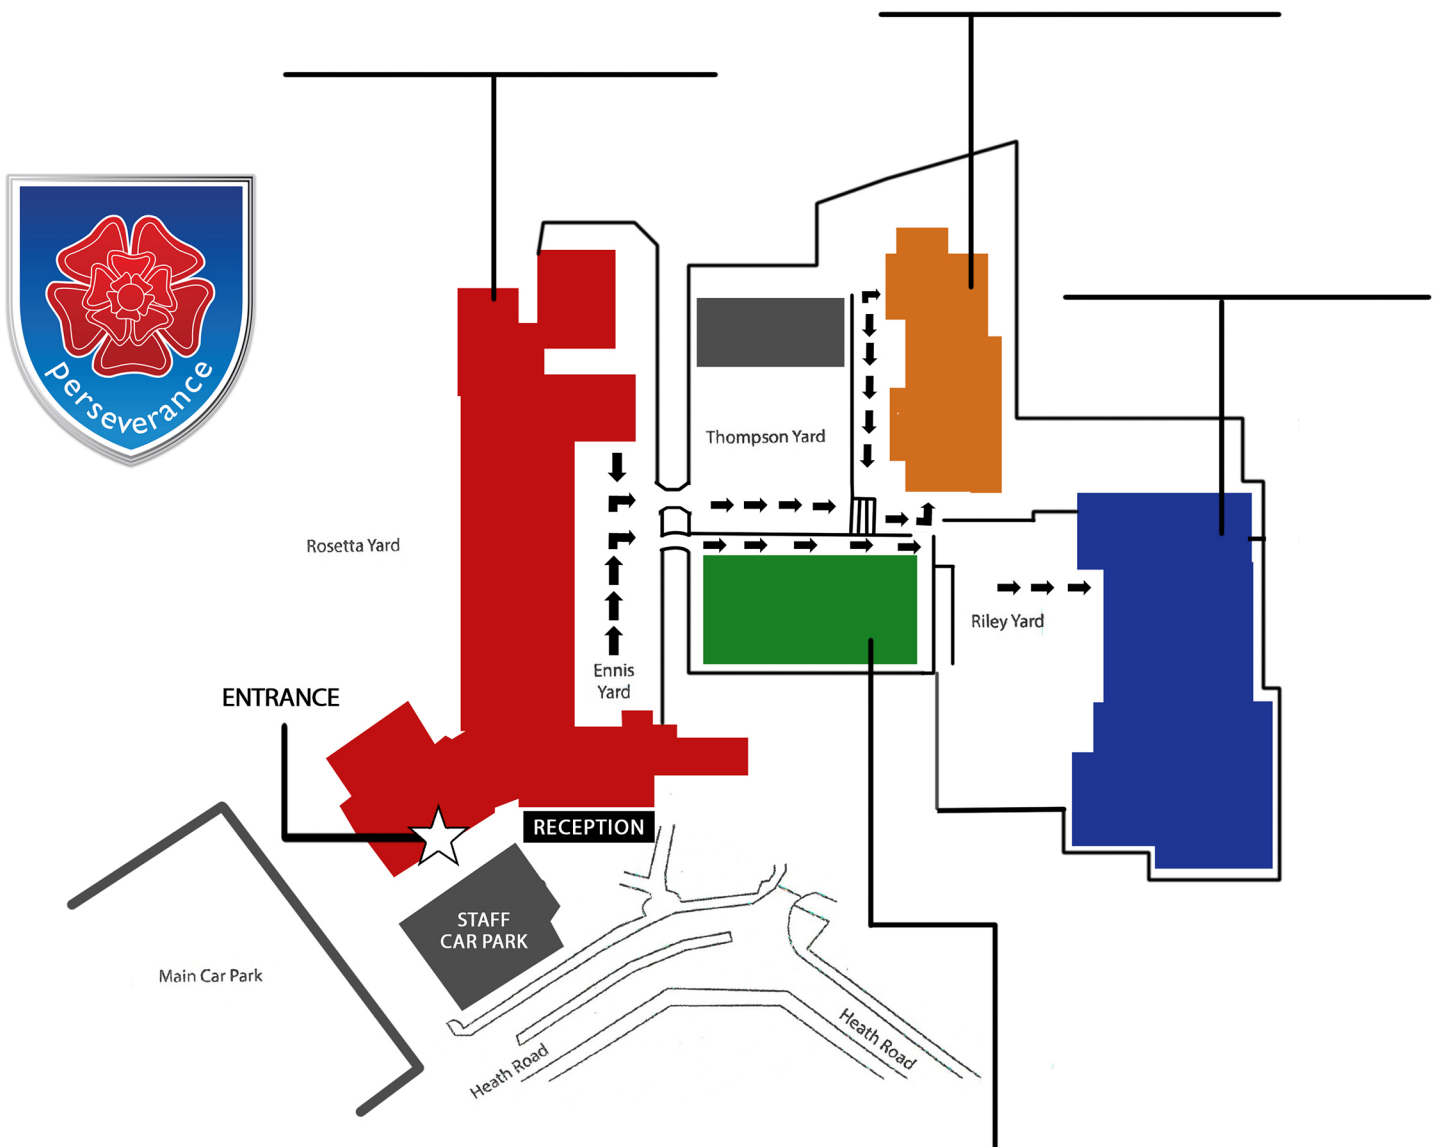 perseverance
Thompson Yard
Rosetta Yard
Riley Yard
Ennis
Yard
ENTRANCE
RECEPTION
STAFF
CAR PARK
Main Car Park
Heath Road
Heath Road